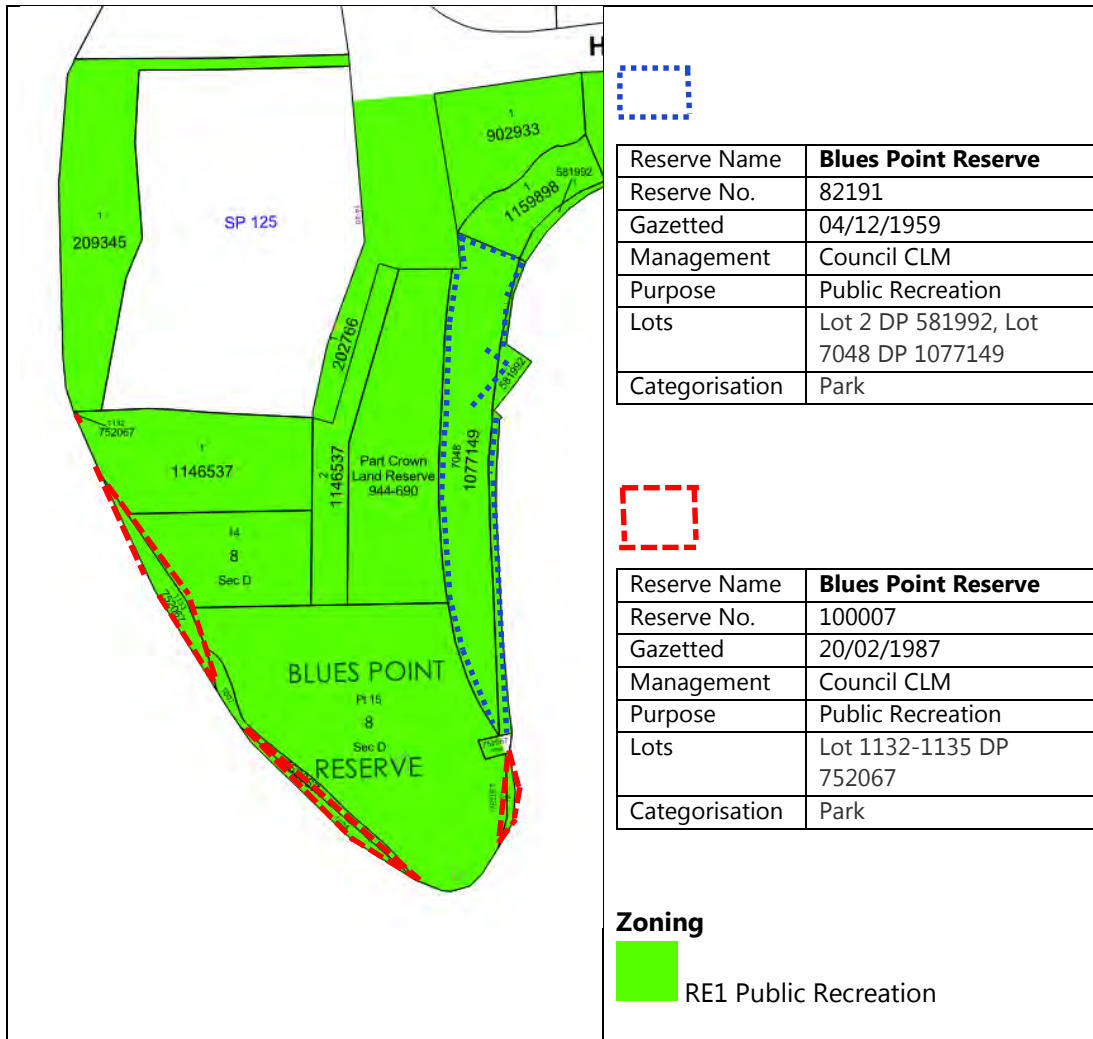 H
1
902933
581992
1
1159898
1
209345
SP 125
1
202766
581992
1132
752067
1
1146537
2
1146537
Part Crown
Land Reserve
944-690
7048
1077149
14
8
Sec D
752067
BLUES POINT
Pt 15
8
Sec D
RESERVE
752067
Reserve Name Blues Point Reserve
Reserve No. 82191
Gazetted 04/12/1959
Management Council CLM
Purpose Public Recreation
Lots Lot 2 DP 581992, Lot
7048 DP 1077149
Categorisation Park
Reserve Name Blues Point Reserve
Reserve No. 100007
Gazetted 20/02/1987
Management Council CLM
Purpose Public Recreation
Lots Lot 1132-1135 DP
752067
Categorisation Park
Zoning
RE1 Public Recreation